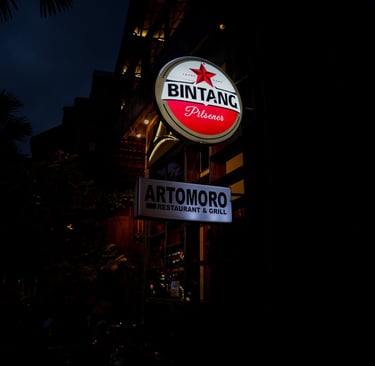 BINTANG
Pilsener
ARTOMORO
RESTAURANT & GRILL